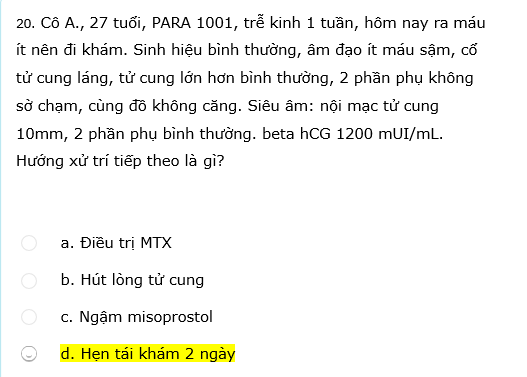 20. Cô A., 27 tuổi, PARA 1001, trễ kinh 1 tuần, hôm nay ra máu
ít nên đi khám. Sinh hiệu bình thường, âm đạo ít máu sậm, cổ
tử cung láng, tử cung lớn hơn bình thường, 2 phần phụ không
sờ chạm, cùng đồ không căng. Siêu âm: nội mạc tử cung
10mm, 2 phần phụ bình thường. beta hCG 1200 mUI/mL.
Hướng xử trí tiếp theo là gì?
a. Điều trị MTX
b. Hút lòng tử cung
c. Ngậm misoprostol
d. Hẹn tái khám 2 ngày